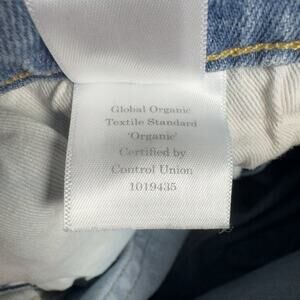 Global Organic
Textile Standard
'Organic'
Certified by
Control Union
1019435